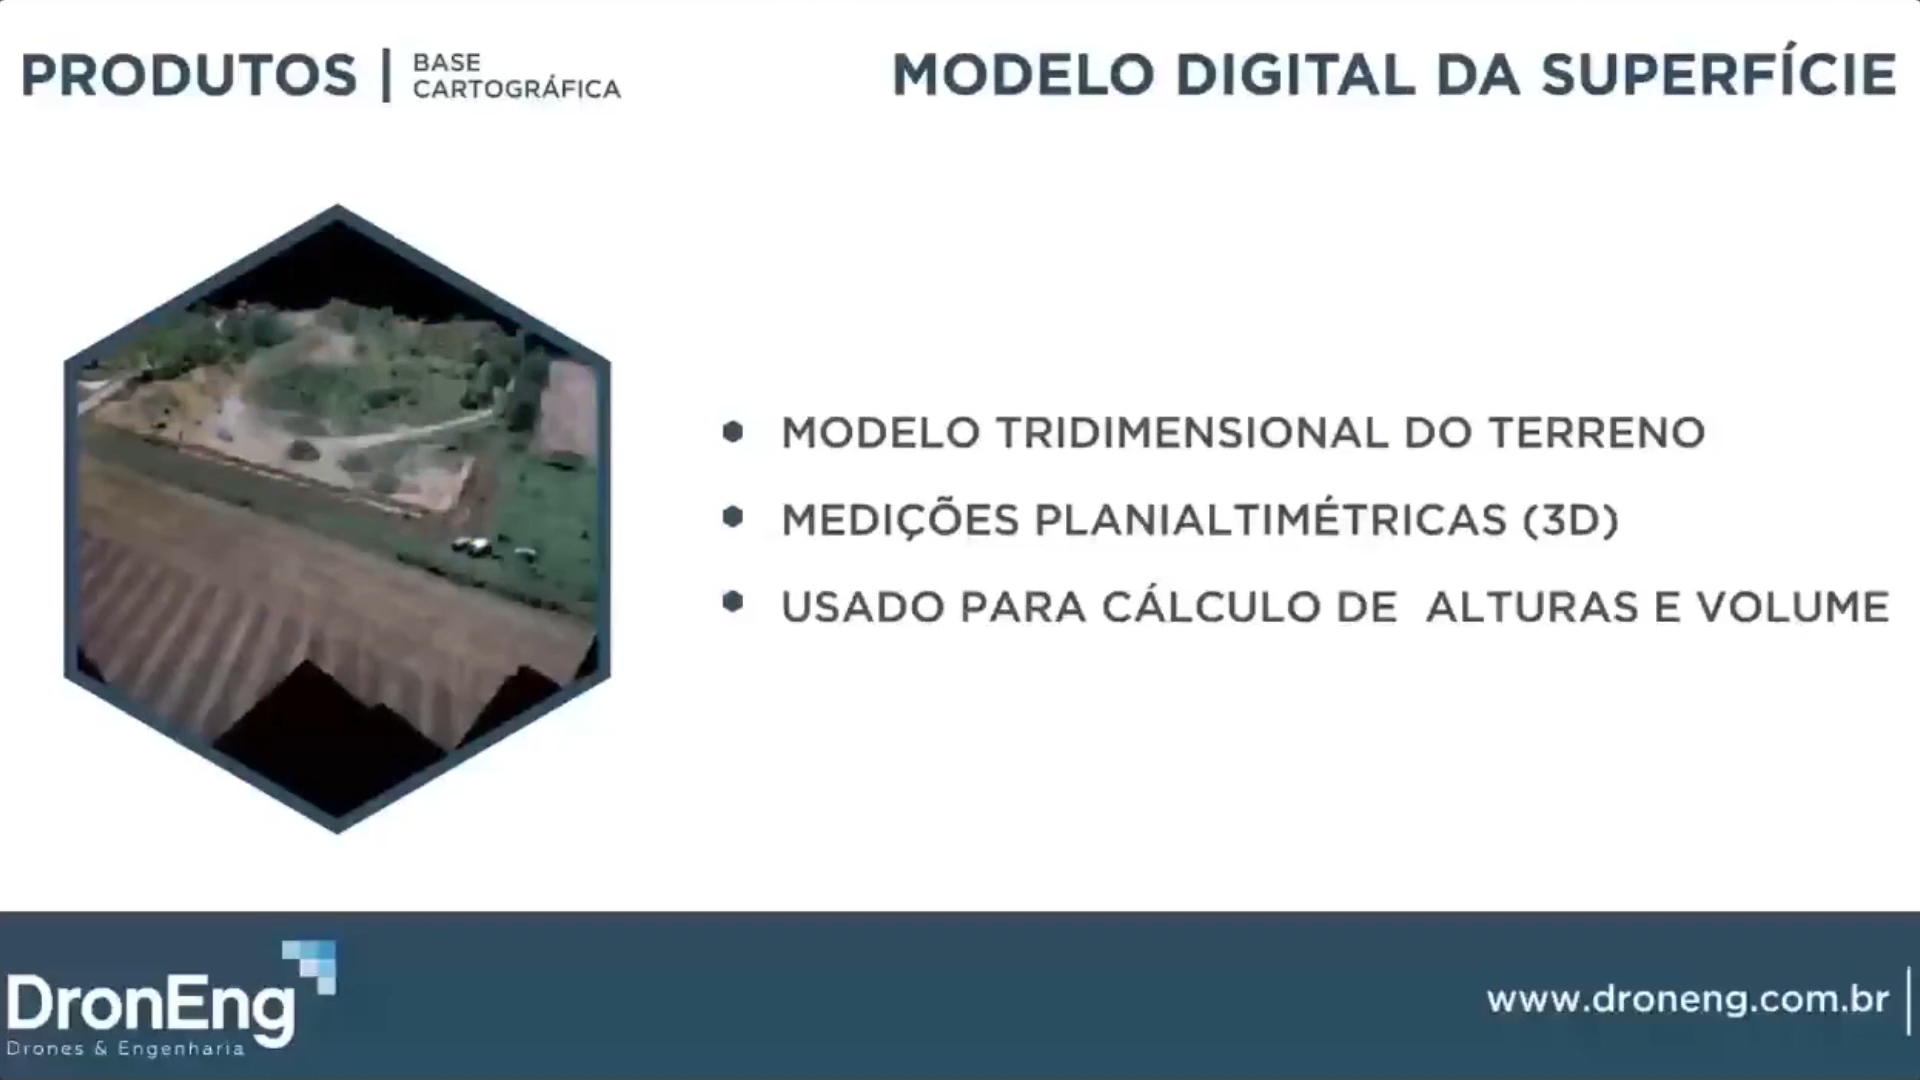 PRODUTOS
BASE
CARTOGRÁFICA
MODELO DIGITAL DA SUPERFÍCIE
MODELO TRIDIMENSIONAL DO TERRENO
MEDIÇÕES PLANIALTIMÉTRICAS (3D)
USADO PARA CÁLCULO DE ALTURAS E VOLUME
DronEng
Drones & Engenharia
www.droneng.com.br